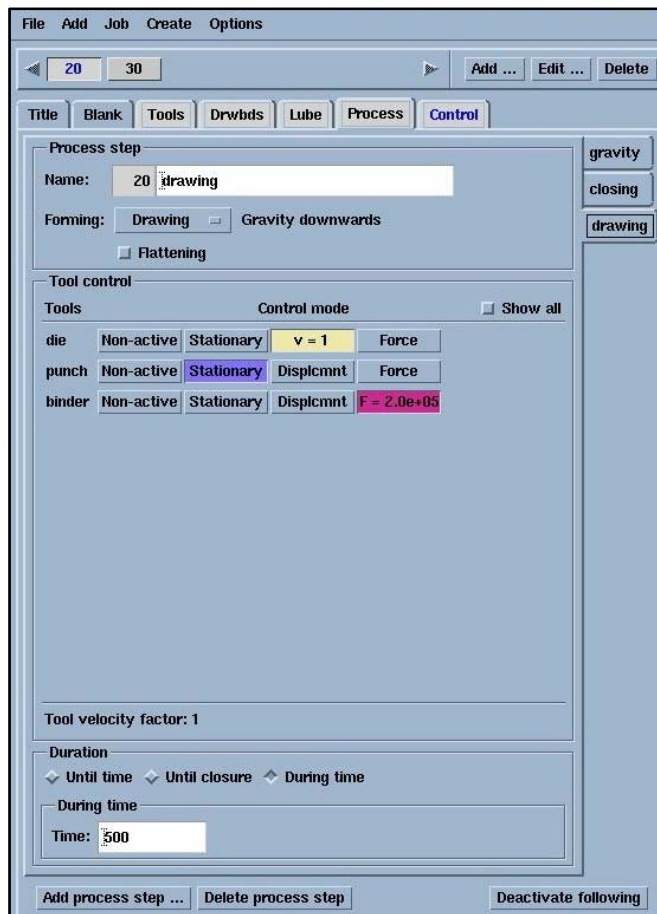 File Add Job Create Options
20 30 Add ... Edit ... Delete
Title Blank Tools Drwbds Lube Process Control
Process step
gravity
Name: 20 drawing
closing
Forming: Drawing Gravity downwards
drawing
Flattening
Tool control
Tools Control mode Show all
die Non-active Stationary v = 1 Force
punch Non-active Stationary Displcmnt Force
binder Non-active Stationary Displcmnt F = 2.0e+05
Tool velocity factor: 1
Duration
Until time Until closure During time
During time
Time: 500
Add process step ... Delete process step Deactivate following